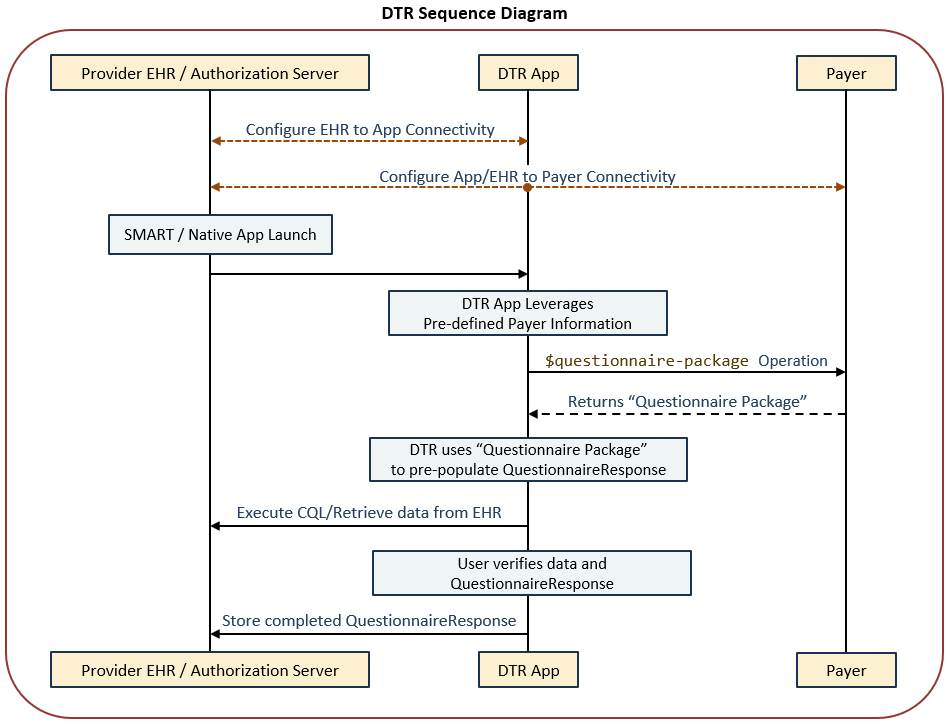 DTR Sequence Diagram
Provider EHR / Authorization Server
DTR App
Payer
Configure EHR to App Connectivity
Configure App/EHR to Payer Connectivity
SMART / Native App Launch
DTR App Leverages
Pre-defined Payer Information
$questionnaire-package Operation
Returns “Questionnaire Package”
DTR uses “Questionnaire Package”
to pre-populate QuestionnaireResponse
Execute CQL/Retrieve data from EHR
User verifies data and
QuestionnaireResponse
Store completed QuestionnaireResponse
Provider EHR / Authorization Server
DTR App
Payer